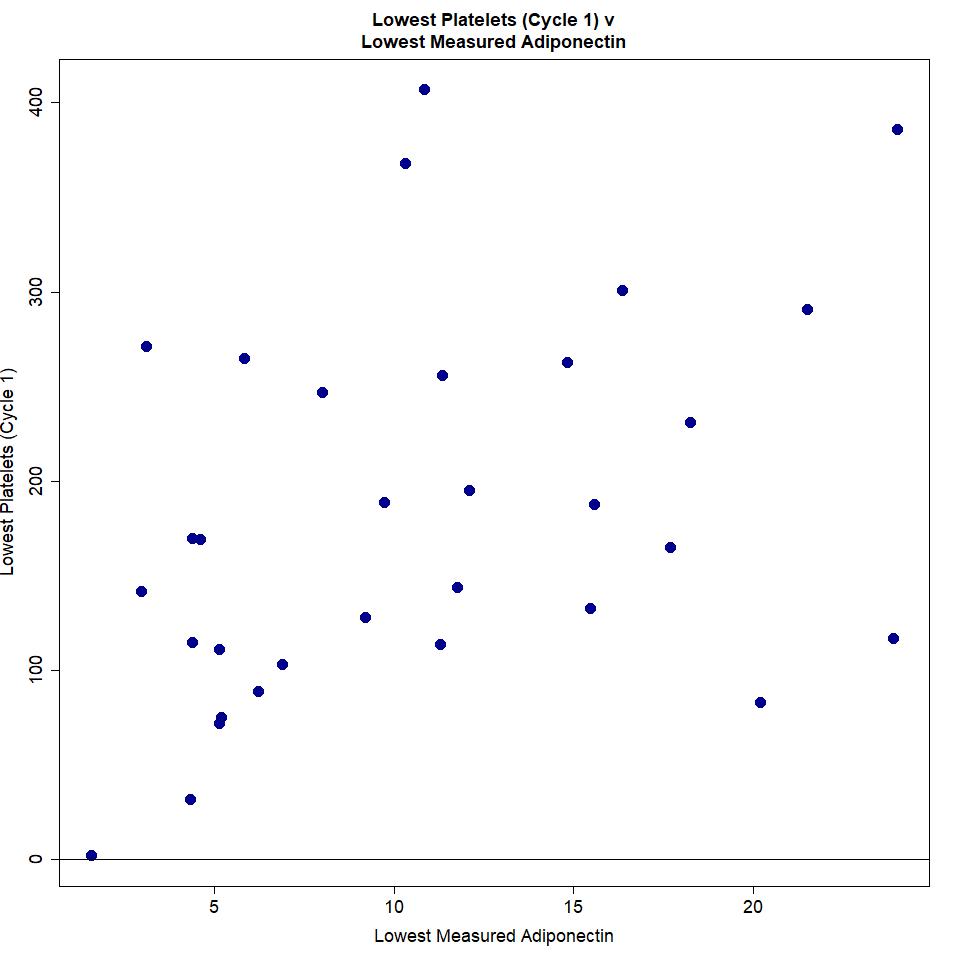 Lowest Platelets (Cycle 1) v
Lowest Measured Adiponectin
400
300
200
100
0
Lowest Platelets (Cycle 1)
5 10 15 20
Lowest Measured Adiponectin